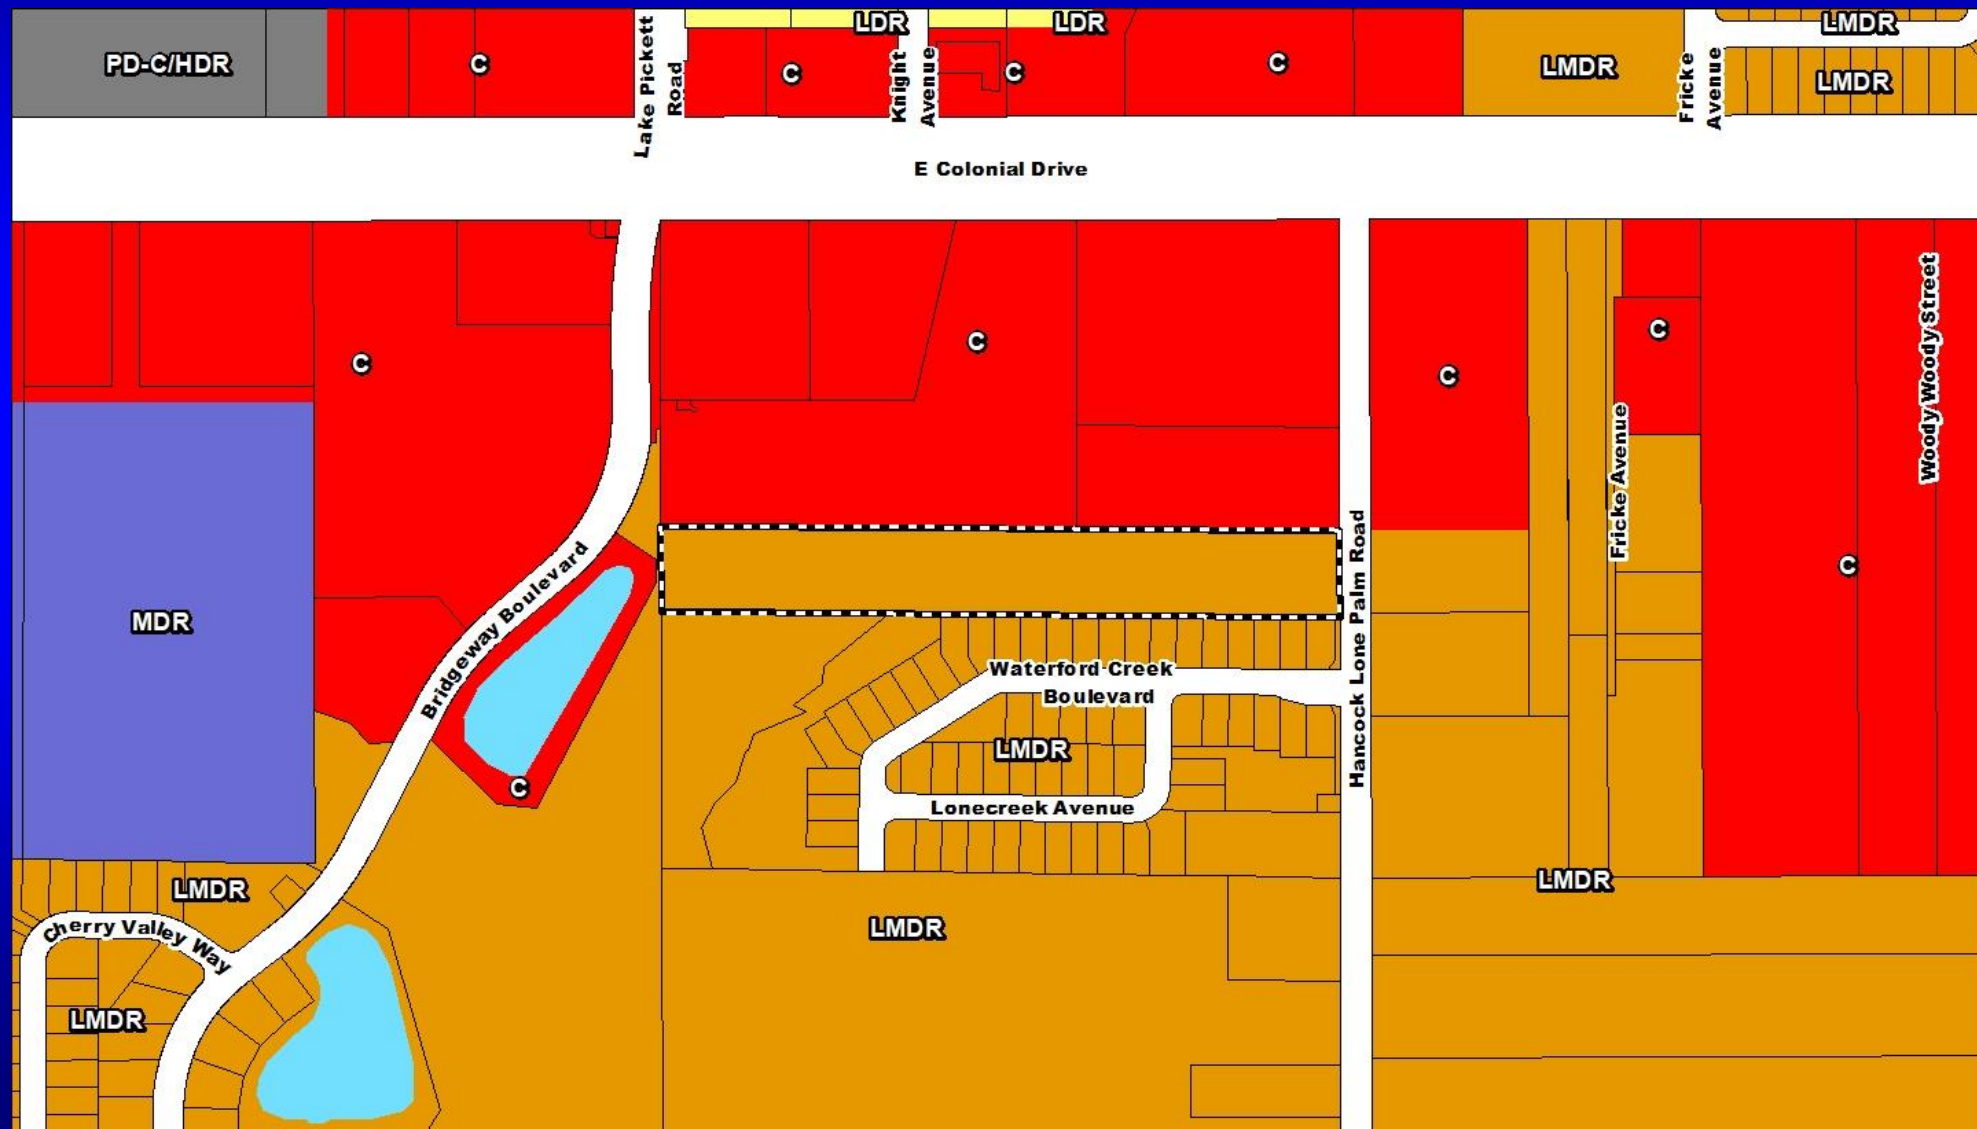 LDR
LDR
LMDR
PD-C/HDR
C
Lake Pickett
Road
C
Knight
Avenue
C
C
LMDR
Fricke
Avenue
LMDR
E Colonial Drive
C
C
C
C
Woody Woody Street
Fricke Avenue
C
MDR
Bridgeway Boulevard
C
Hancock Lone Palm Road
Waterford Creek
Boulevard
LMDR
Lonecreek Avenue
LMDR
LMDR
LMDR
Cherry Valley Way
LMDR